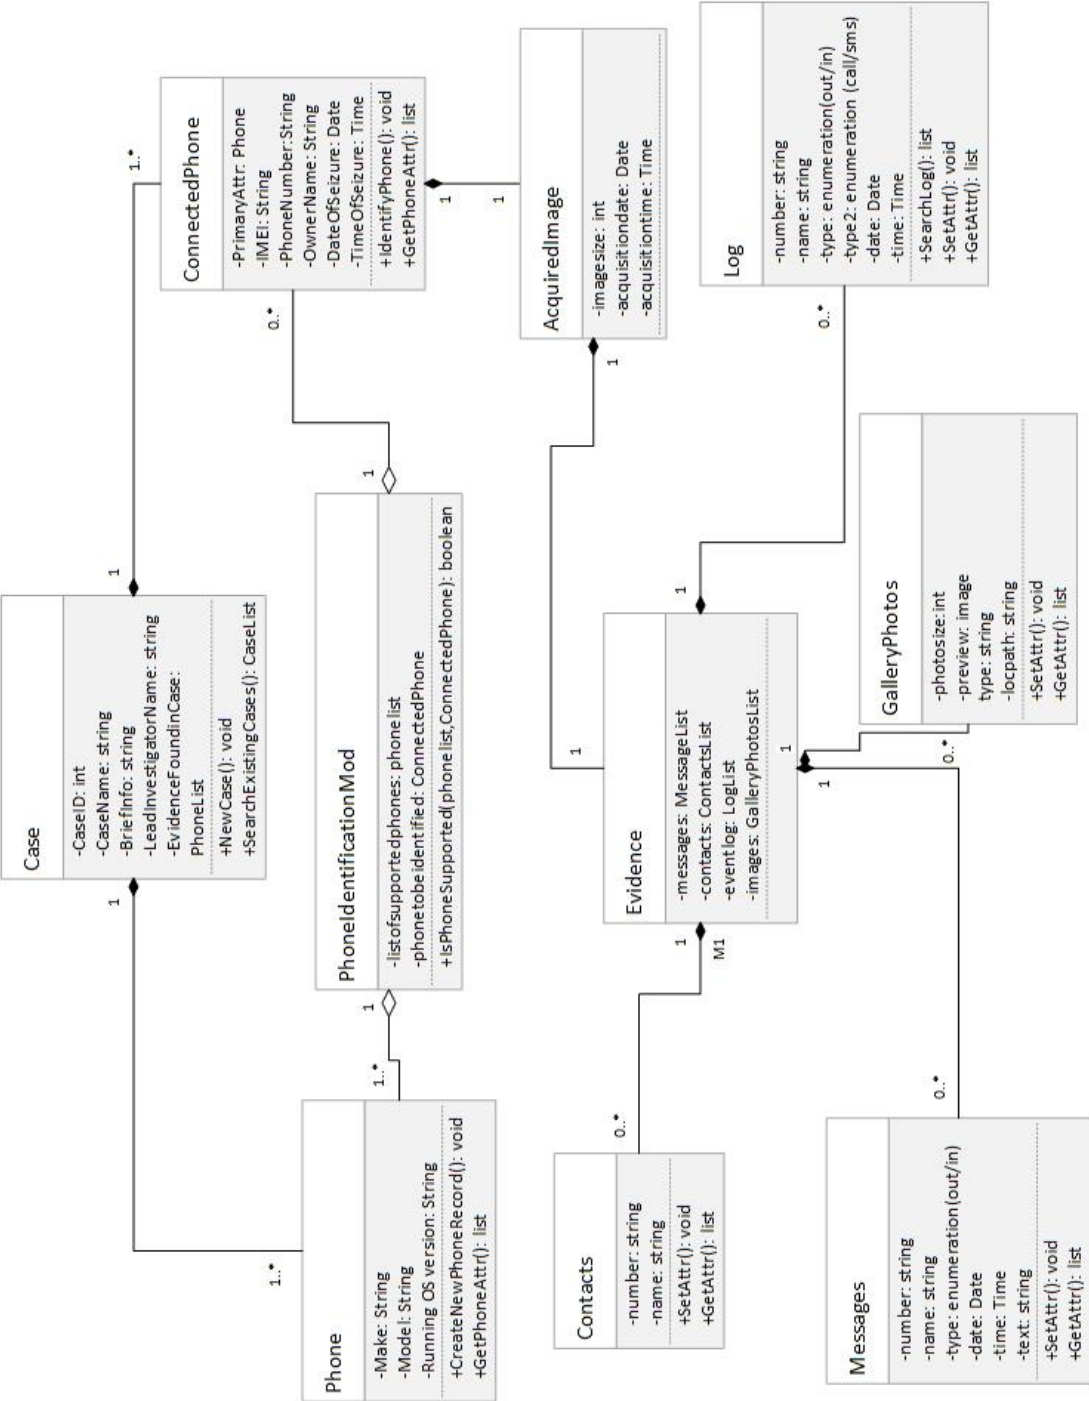 Case
-CaseID: int
-CaseName: string
-BriefInfo: string
-LeadInvestigatorName: string
-EvidenceFoundinCase:
PhoneList
+NewCase(): void
+SearchExistingCases(): CaseList
1
1..*
1
1..*
Phone
-Make: String
-Model: String
-Running OS version: String
+CreateNewPhoneRecord(): void
+GetPhoneAttr(): list
1..*
1
PhoneIdentificationMod
-listofsupportedphones: phonelist
-phonetobeidentified: ConnectedPhone
+IsPhoneSupported(phonelist,ConnectedPhone): boolean
1
0..*
ConnectedPhone
-PrimaryAttr: Phone
-IMEI: String
-PhoneNumber:String
-OwnerName: String
-DateOfSeizure: Date
-TimeOfSeizure: Time
+IdentifyPhone(): void
+GetPhoneAttr(): list
1
1
AcquiredImage
-imagesize: int
-acquisitiondate: Date
-acquisitiontime: Time
1
1
Contacts
-number: string
-name: string
+SetAttr(): void
+GetAttr(): list
0..*
1
M1
Evidence
-messages: MessageList
-contacts: ContactsList
-eventlog: LogList
-images: GalleryPhotosList
1
0..*
Log
-number: string
-name: string
-type: enumeration(out/in)
-type2: enumeration (call/sms)
-date: Date
-time: Time
+SearchLog(): list
+SetAttr(): void
+GetAttr(): list
1
1
0..*
0..*
Messages
-number: string
-name: string
-type: enumeration(out/in)
-date: Date
-time: Time
-text: string
+SetAttr(): void
+GetAttr(): list
GalleryPhotos
-photosize:int
-preview: image
type: string
-locpath: string
+SetAttr(): void
+GetAttr(): list